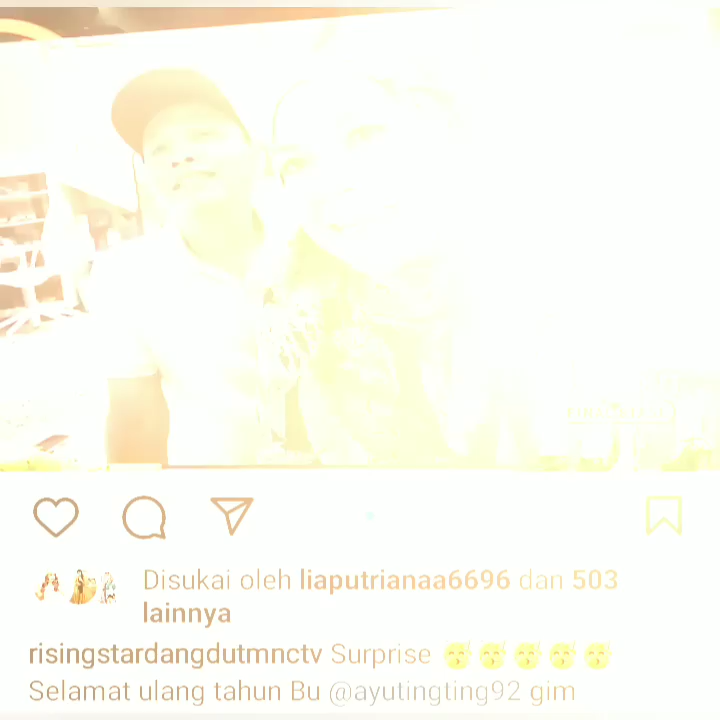 Disukai oleh liaputrianaa6696 dan 503
lainnya
risingstardangdutmnctv Surprise 🥳🥳🥳🥳🥳
Selamat ulang tahun Bu @ayutingting92 gim